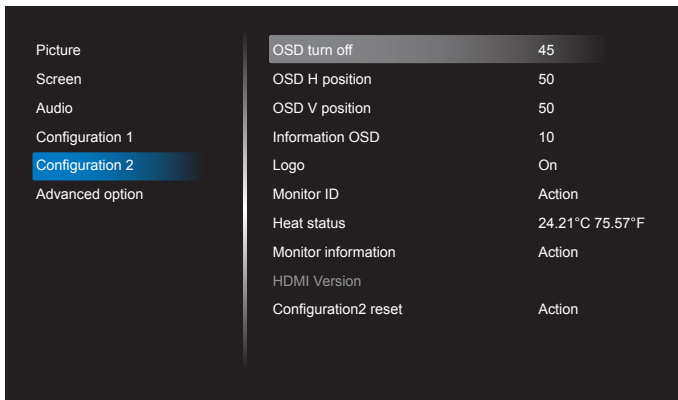 Picture
Screen
Audio
Configuration 1
Configuration 2
Advanced option
OSD turn off 45
OSD H position 50
OSD V position 50
Information OSD 10
Logo On
Monitor ID Action
Heat status 24.21°C 75.57°F
Monitor information Action
HDMI Version
Configuration2 reset Action